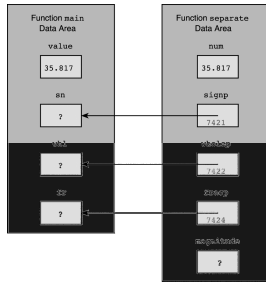 Function main
Data Area
value
35.817
sn
?
?
fr
?
Function separate
Data Area
num
35.817
signp
7421
7422
7424
magnitude
?